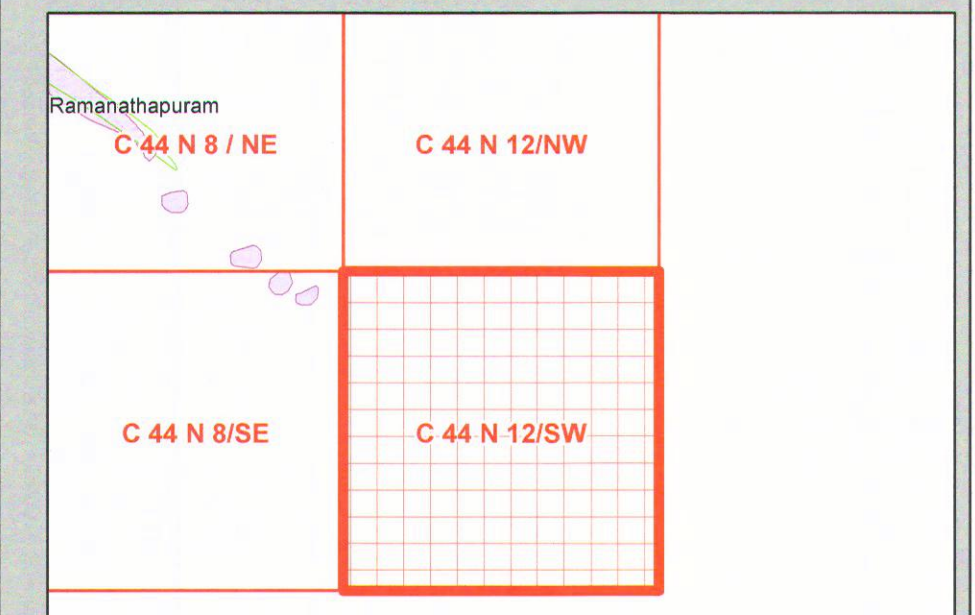 Ramanathapuram
C 44 N 8 / NE
C 44 N 12/NW
C 44 N 8/SE
C 44 N 12/SW